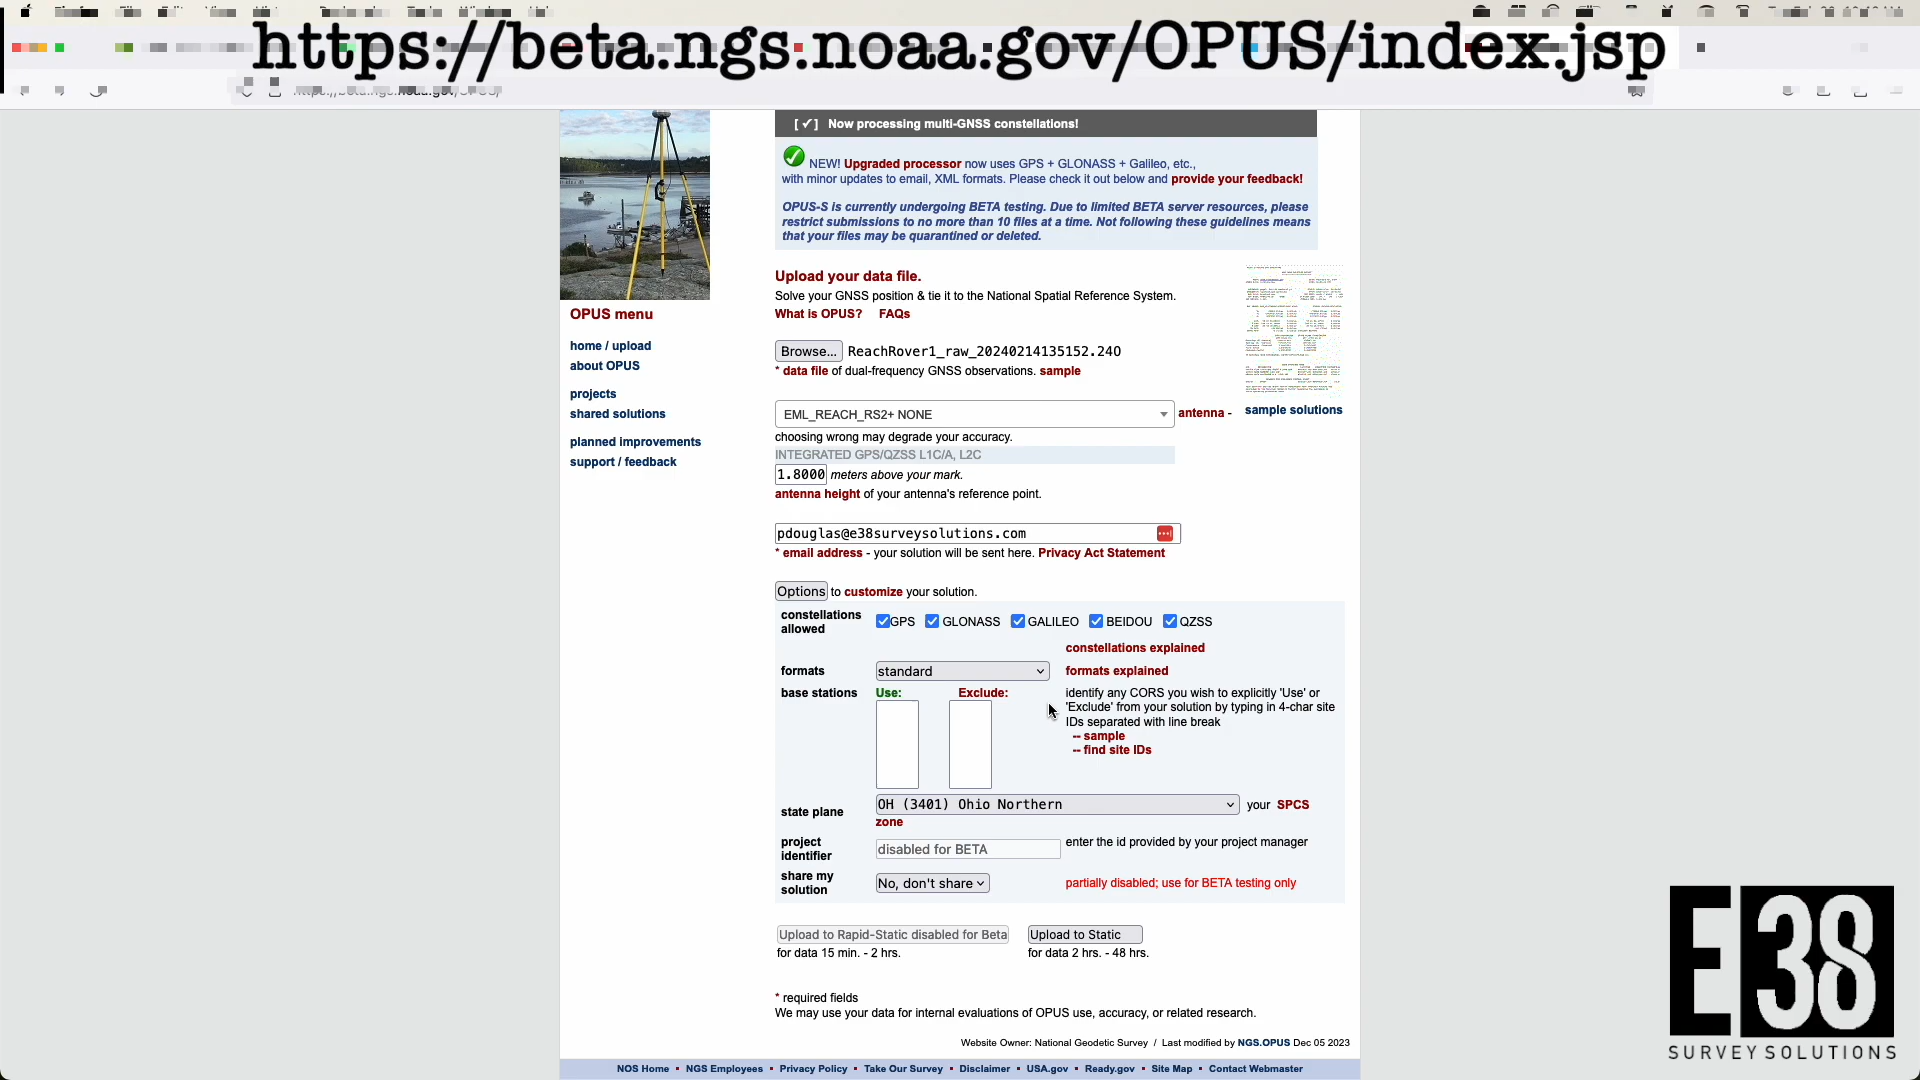 https://beta.ngs.noaa.gov/OPUS/index.jsp
[ ✓ ] Now processing multi-GNSS constellations!
NEW! Upgraded processor now uses GPS + GLONASS + Galileo, etc.,
with minor updates to email, XML formats. Please check it out below and provide your feedback!
OPUS-S is currently undergoing BETA testing. Due to limited BETA server resources, please
restrict submissions to no more than 10 files at a time. Not following these guidelines means
that your files may be quarantined or deleted.
OPUS menu
home / upload
about OPUS
projects
shared solutions
planned improvements
support / feedback
Upload your data file.
Solve your GNSS position & tie it to the National Spatial Reference System.
What is OPUS? FAQs
Browse... ReachRover1_raw_20240214135152.24O
* data file of dual-frequency GNSS observations. sample
EML_REACH_RS2+ NONE antenna -
sample solutions
choosing wrong may degrade your accuracy.
INTEGRATED GPS/QZSS L1C/A, L2C
1.8000 meters above your mark.
antenna height of your antenna's reference point.
pdouglas@e38surveysolutions.com
* email address - your solution will be sent here. Privacy Act Statement
Options to customize your solution.
constellations allowed
GPS GLONASS GALILEO BEIDOU QZSS
constellations explained
formats standard formats explained
base stations Use: Exclude:
identify any CORS you wish to explicitly 'Use' or
'Exclude' from your solution by typing in 4-char site
IDs separated with line break
-- sample
-- find site IDs
state plane OH (3401) Ohio Northern your SPCS
zone
project identifier
disabled for BETA enter the id provided by your project manager
share my solution
No, don't share partially disabled; use for BETA testing only
Upload to Rapid-Static disabled for Beta Upload to Static
for data 15 min. - 2 hrs. for data 2 hrs. - 48 hrs.
* required fields
We may use your data for internal evaluations of OPUS use, accuracy, or related research.
Website Owner: National Geodetic Survey / Last modified by NGS.OPUS Dec 05 2023
NOS Home ▪ NGS Employees ▪ Privacy Policy ▪ Take Our Survey ▪ Disclaimer ▪ USA.gov ▪ Ready.gov ▪ Site Map ▪ Contact Webmaster
E38
SURVEY SOLUTIONS